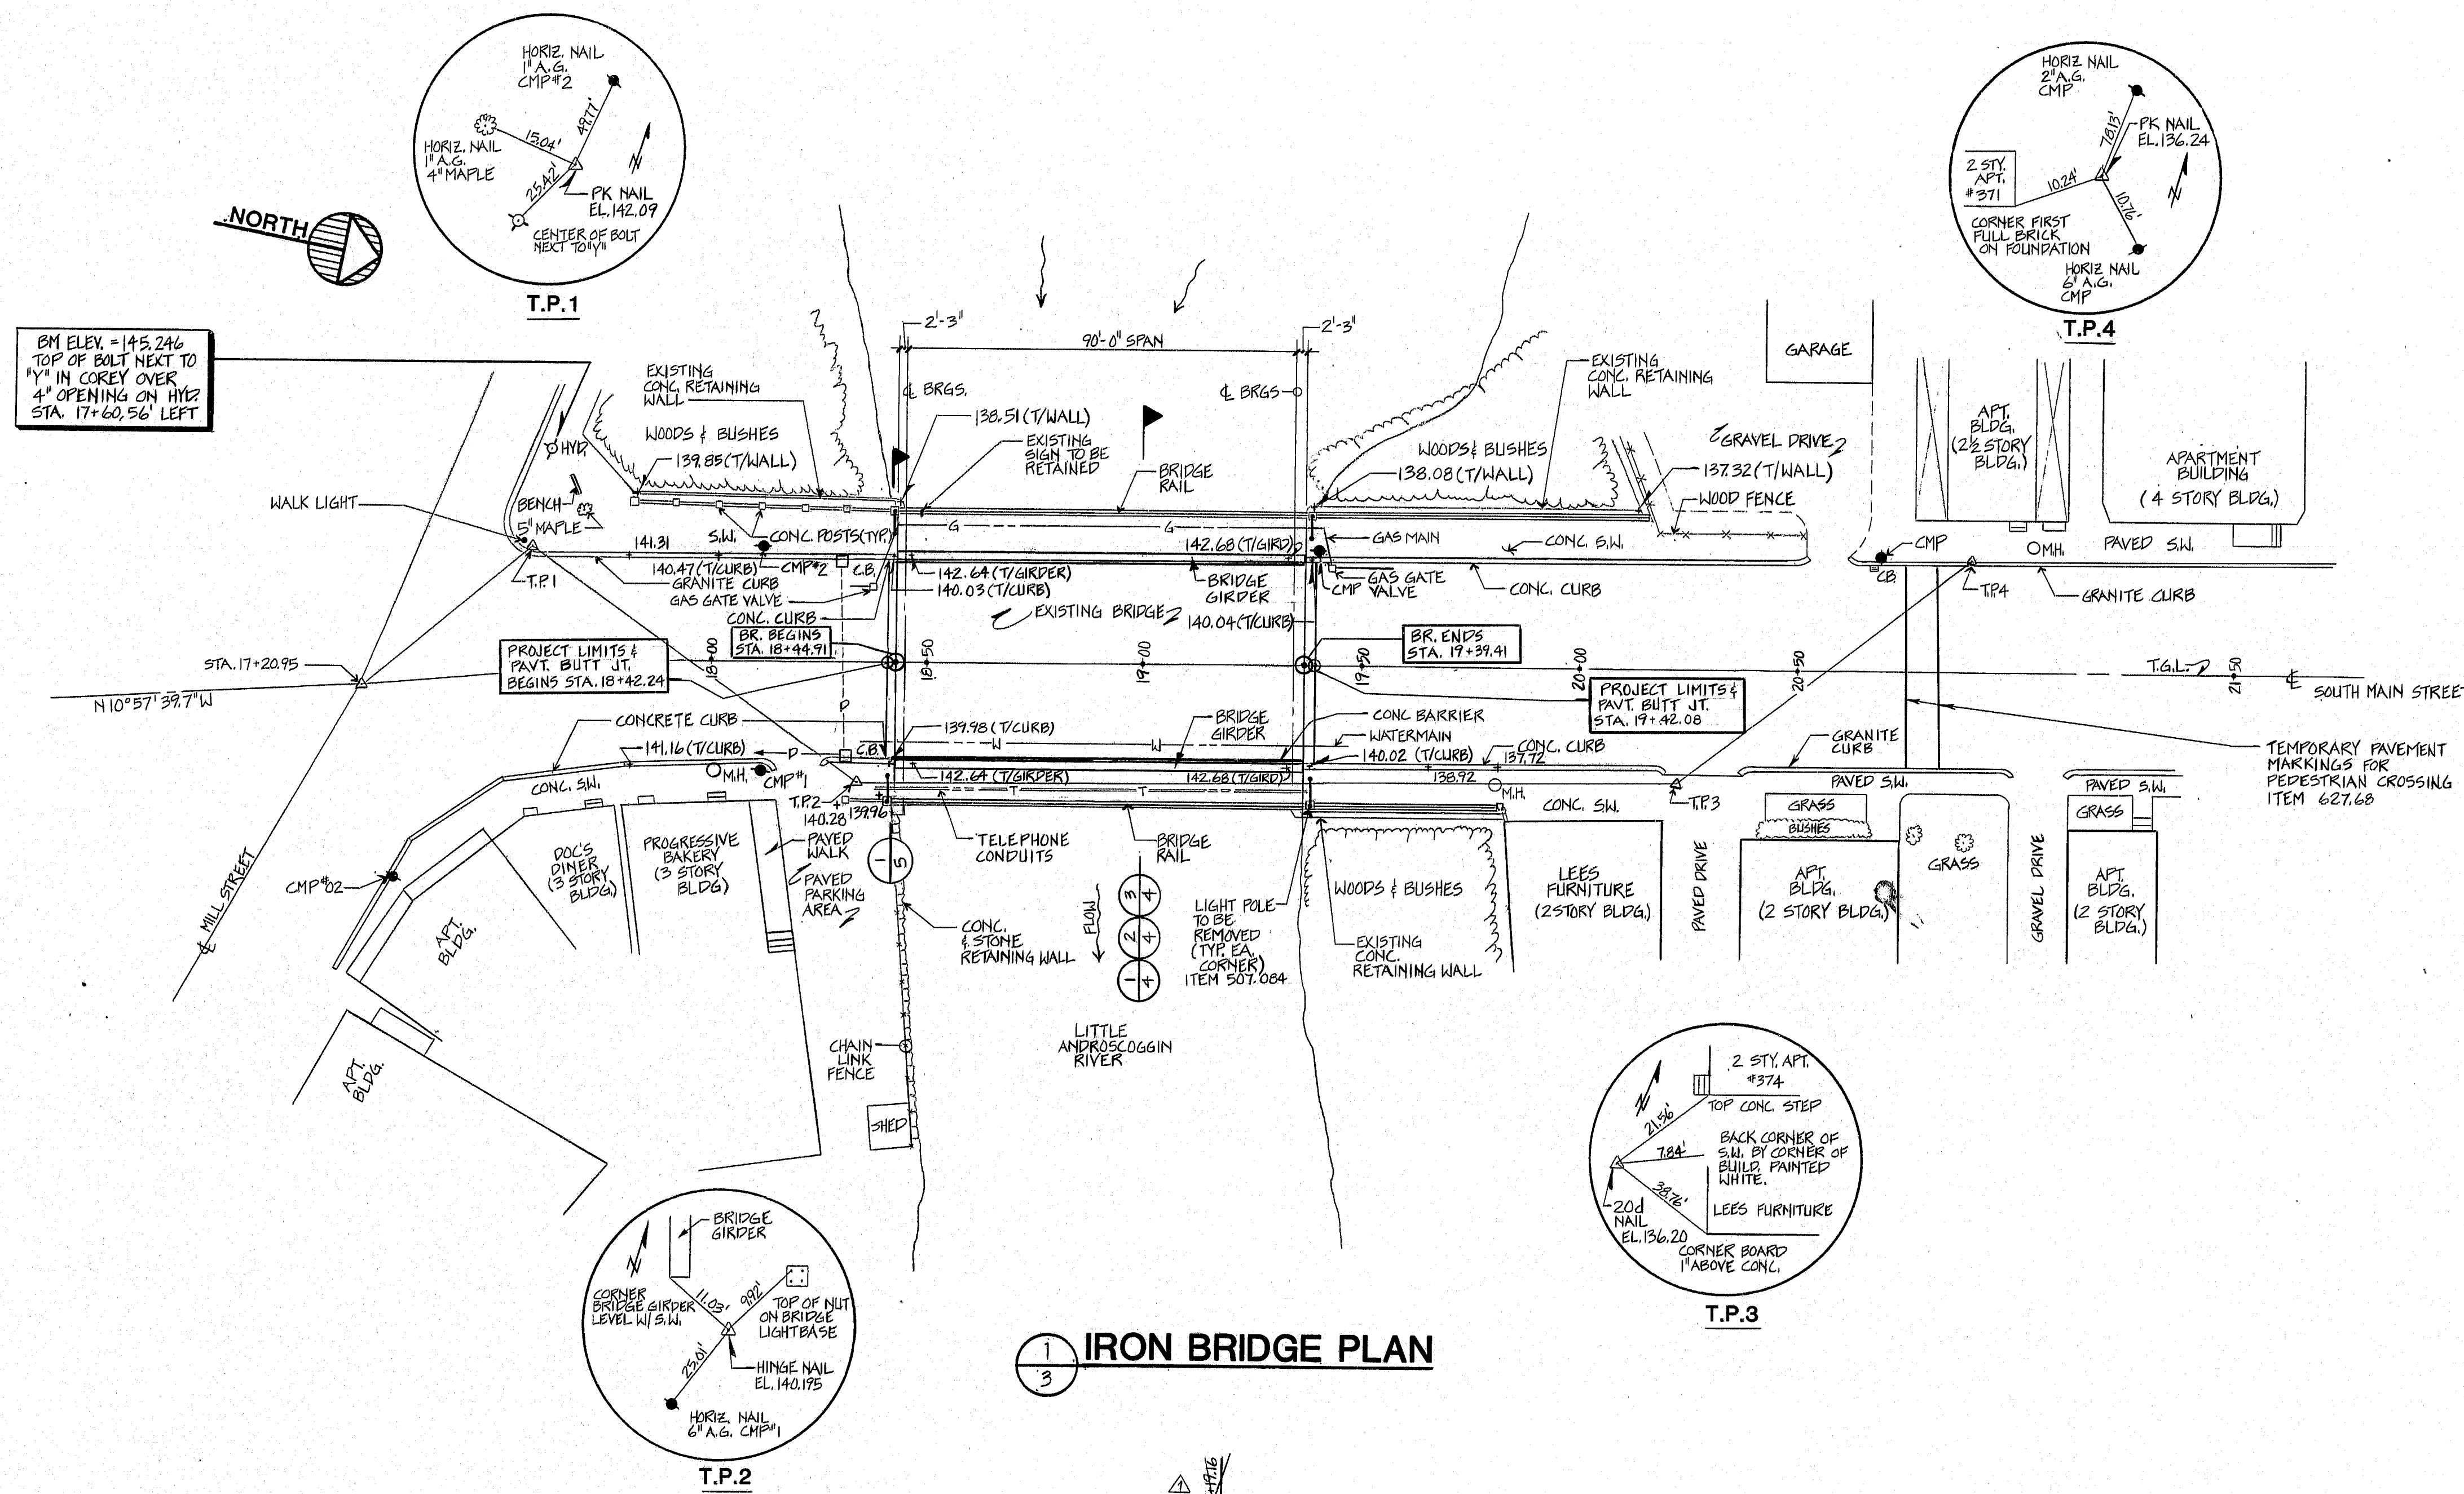 HORIZ. NAIL
1" A.G.
CMP#2
49.77'
15.04'
HORIZ. NAIL
1" A.G.
4" MAPLE
25.42'
N
PK NAIL
EL. 142.09
CENTER OF BOLT
NEXT TO "Y"
T.P.1
HORIZ NAIL
2" A.G.
CMP
78.13'
PK NAIL
EL. 136.24
2 STY.
APT.
#371
10.24'
10.76'
N
CORNER FIRST
FULL BRICK
ON FOUNDATION
HORIZ NAIL
6" A.G.
CMP
T.P.4
NORTH
BM ELEV. = 145.246
TOP OF BOLT NEXT TO
"Y" IN COREY OVER
4" OPENING ON HYD.
STA. 17+60, 56' LEFT
2'-3"
90'-0" SPAN
2'-3"
GARAGE
EXISTING
CONC. RETAINING
WALL
℄ BRGS.
℄ BRGS
EXISTING
CONC. RETAINING
WALL
138.51 (T/WALL)
EXISTING
SIGN TO BE
RETAINED
BRIDGE
RAIL
WOODS & BUSHES
139.85 (T/WALL)
HYD.
WOODS & BUSHES
138.08 (T/WALL)
GRAVEL DRIVE
137.32 (T/WALL)
WOOD FENCE
APT.
BLDG.
(2½ STORY
BLDG.)
APARTMENT
BUILDING
(4 STORY BLDG.)
WALK LIGHT
BENCH
5" MAPLE
S.W.
CONC. POSTS (TYP.)
G
G
GAS MAIN
CONC. S.W.
CMP
M.H.
PAVED S.W.
141.31
140.47 (T/CURB)
CMP#2
C.B.
142.64 (T/GIRDER)
140.03 (T/CURB)
142.68 (T/GIRD)
BRIDGE
GIRDER
CMP
GAS GATE
VALVE
CONC. CURB
C.B.
T.P.4
GRANITE CURB
T.P.1
GRANITE CURB
GAS GATE VALVE
CONC. CURB
EXISTING BRIDGE
140.04 (T/CURB)
BR. BEGINS
STA. 18+44.91
BR. ENDS
STA. 19+39.41
PROJECT LIMITS &
PAVT. BUTT JT.
BEGINS STA. 18+42.24
STA. 17+20.95
18+00
18+50
19+00
19+50
20+00
20+50
T.G.L.
21+50
℄ SOUTH MAIN STREET
N 10° 57' 39.7" W
PROJECT LIMITS &
PAVT. BUTT JT.
STA. 19+42.08
CONCRETE CURB
D
139.98 (T/CURB)
BRIDGE
GIRDER
CONC BARRIER
WATERMAIN
W
W
141.16 (T/CURB)
D
C.B.
140.02 (T/CURB)
CONC. CURB
137.72
GRANITE
CURB
TEMPORARY PAVEMENT
MARKINGS FOR
PEDESTRIAN CROSSING
ITEM 627.68
CONC. S.W.
M.H.
CMP#1
142.64 (T/GIRDER)
142.68 (T/GIRD)
138.92
M.H.
PAVED S.W.
PAVED S.W.
T.P.2
140.28
139.96
T
T
CONC. S.W.
T.P.3
GRASS
BUSHES
GRASS
GRASS
DOC'S
DINER
(3 STORY
BLDG.)
PROGRESSIVE
BAKERY
(3 STORY
BLDG)
PAVED
WALK
PAVED
PARKING
AREA
1
5
TELEPHONE
CONDUITS
BRIDGE
RAIL
CMP#02
℄ MILL STREET
APT.
BLDG.
CONC.
& STONE
RETAINING WALL
FLOW
3
4
2
4
1
4
LIGHT POLE
TO BE
REMOVED
(TYP. EA.
CORNER)
ITEM 507.084
WOODS & BUSHES
EXISTING
CONC.
RETAINING WALL
LEES
FURNITURE
(2 STORY BLDG.)
PAVED DRIVE
APT.
BLDG.
(2 STORY BLDG.)
GRAVEL DRIVE
APT.
BLDG.
(2 STORY
BLDG.)
APT.
BLDG.
CHAIN
LINK
FENCE
SHED
LITTLE
ANDROSCOGGIN
RIVER
N
2 STY. APT.
#374
TOP CONC. STEP
21.56'
7.84'
BACK CORNER OF
S.W. BY CORNER OF
BUILD. PAINTED
WHITE.
38.76'
20d
NAIL
EL. 136.20
LEES FURNITURE
CORNER BOARD
1" ABOVE CONC.
T.P.3
BRIDGE
GIRDER
N
CORNER
BRIDGE GIRDER
LEVEL W/ S.W.
11.03'
9.92'
TOP OF NUT
ON BRIDGE
LIGHTBASE
25.01'
HINGE NAIL
EL. 140.195
HORIZ. NAIL
6" A.G. CMP#1
T.P.2
1
3
IRON BRIDGE PLAN
1